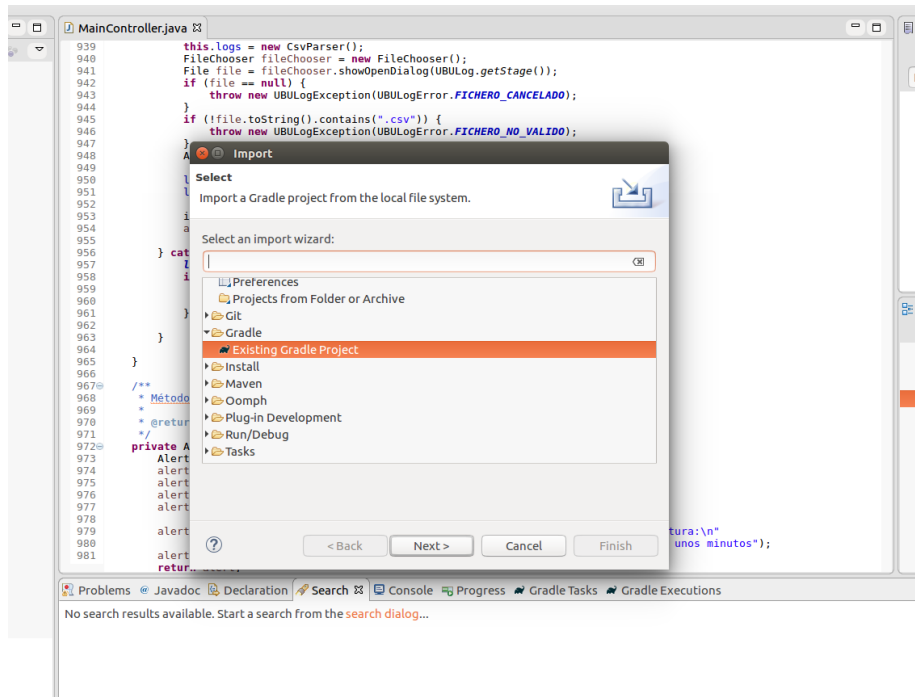 MainController.java
939 this.logs = new CsvParser();
940 FileChooser fileChooser = new FileChooser();
941 File file = fileChooser.showOpenDialog(UBULog.getStage());
942 if (file == null) {
943 throw new UBULogException(UBULogError.FICHERO_CANCELADO);
944 }
945 if (!file.toString().contains(".csv")) {
946 throw new UBULogException(UBULogError.FICHERO_NO_VALIDO);
947 }
948 A
949
950 l
951 l
952
953 i
954 a
955
956 } cat
957
958 i
959
960
961 }
962
963 }
964
965 }
966
967 /**
968 * Método
969 *
970 * @retur
971 */
972 private A
973 Alert
974 alert
975 alert
976 alert
977 alert
978
979 alert tura:\n"
980 unos minutos");
981 alert
Import
Select
Import a Gradle project from the local file system.
Select an import wizard:
Preferences
Projects from Folder or Archive
Git
Gradle
Existing Gradle Project
Install
Maven
Oomph
Plug-in Development
Run/Debug
Tasks
< Back Next > Cancel Finish
Problems @ Javadoc Declaration Search Console Progress Gradle Tasks Gradle Executions
No search results available. Start a search from the search dialog...